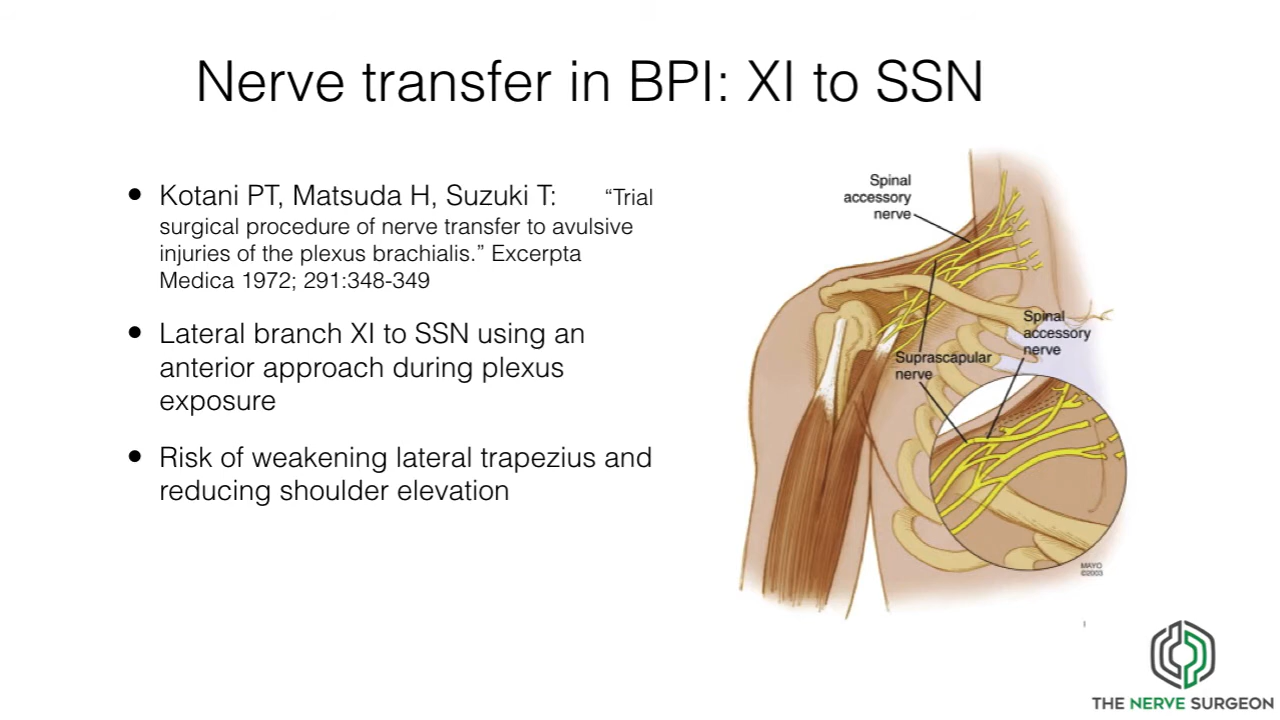 Nerve transfer in BPI: XI to SSN
• Kotani PT, Matsuda H, Suzuki T: “Trial
surgical procedure of nerve transfer to avulsive
injuries of the plexus brachialis.” Excerpta
Medica 1972; 291:348-349
• Lateral branch XI to SSN using an
anterior approach during plexus
exposure
• Risk of weakening lateral trapezius and
reducing shoulder elevation
Spinal
accessory
nerve
Spinal
accessory
nerve
Suprascapular
nerve
MAYO
©2003
THE NERVE SURGEON